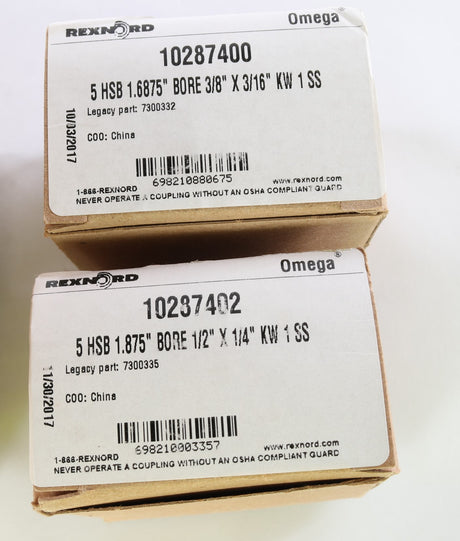 REXNORD Omega®
10287400
5 HSB 1.6875" BORE 3/8" X 3/16" KW 1 SS
Legacy part: 7300332
10/03/2017
COO: China
698210880675
1-866-REXNORD www.rexnord.com
NEVER OPERATE A COUPLING WITHOUT AN OSHA COMPLIANT GUARD
REXNORD Omega®
10287402
5 HSB 1.875" BORE 1/2" X 1/4" KW 1 SS
Legacy part: 7300335
11/30/2017
COO: China
698210003357
1-866-REXNORD www.rexnord.com
NEVER OPERATE A COUPLING WITHOUT AN OSHA COMPLIANT GUARD